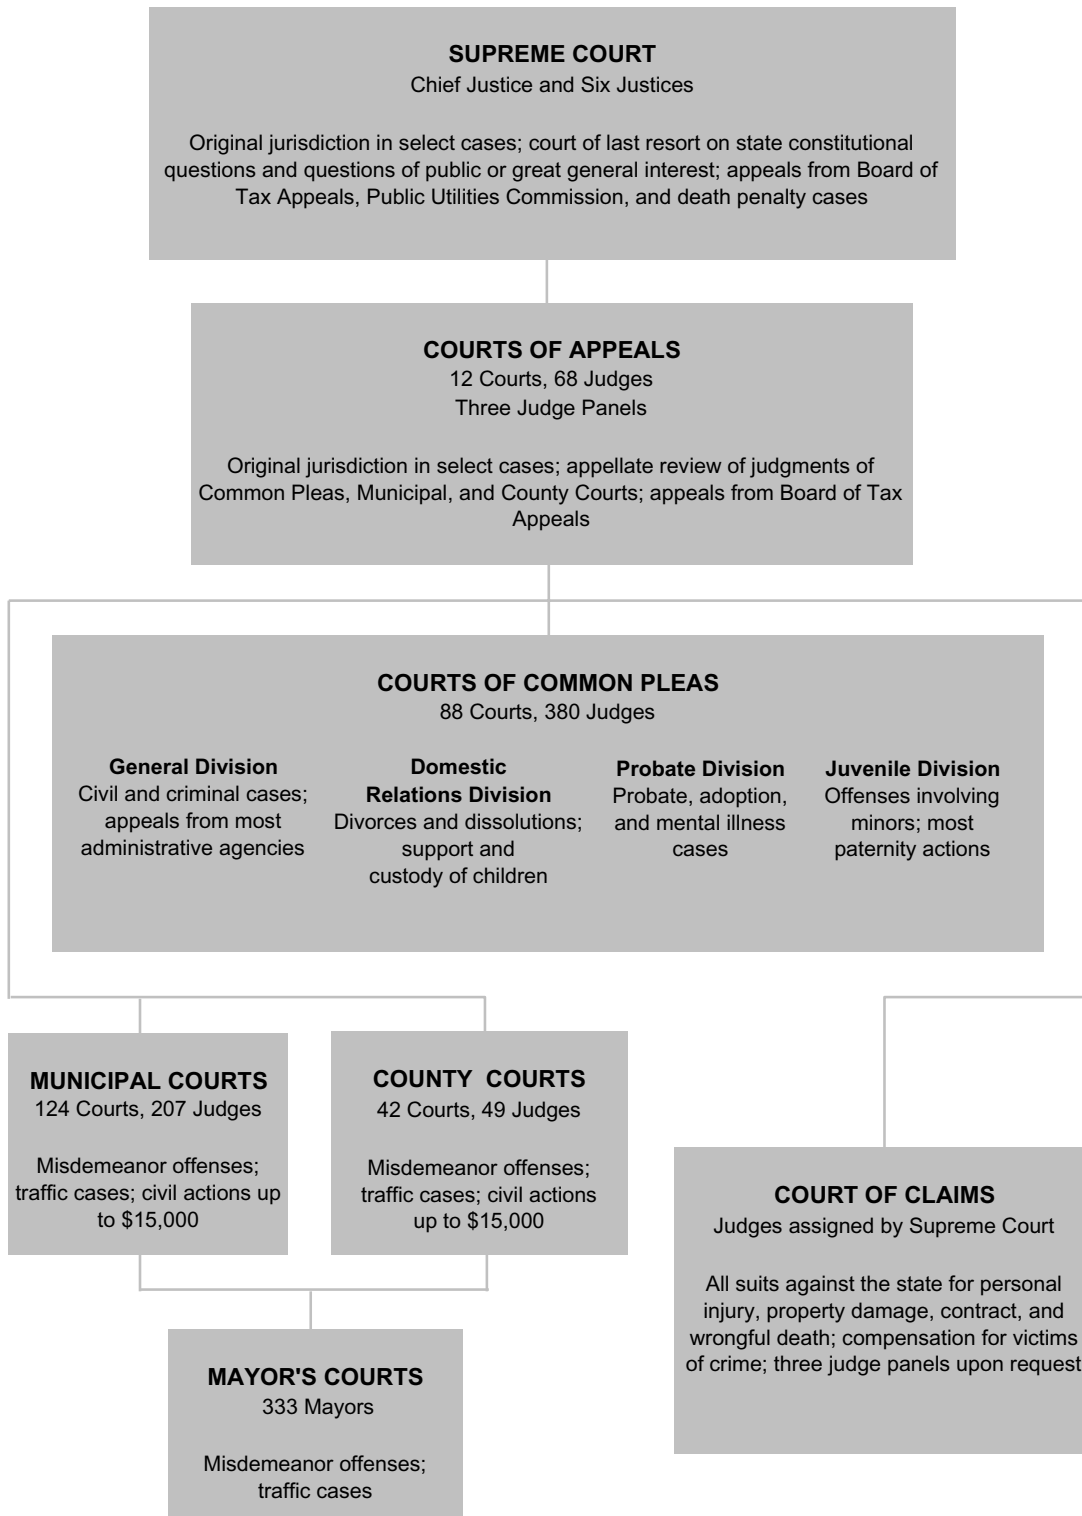 SUPREME COURT
Chief Justice and Six Justices
Original jurisdiction in select cases; court of last resort on state constitutional
questions and questions of public or great general interest; appeals from Board of
Tax Appeals, Public Utilities Commission, and death penalty cases
COURTS OF APPEALS
12 Courts, 68 Judges
Three Judge Panels
Original jurisdiction in select cases; appellate review of judgments of
Common Pleas, Municipal, and County Courts; appeals from Board of Tax
Appeals
COURTS OF COMMON PLEAS
88 Courts, 380 Judges
General Division
Civil and criminal cases;
appeals from most
administrative agencies
Domestic
Relations Division
Divorces and dissolutions;
support and
custody of children
Probate Division
Probate, adoption,
and mental illness
cases
Juvenile Division
Offenses involving
minors; most
paternity actions
MUNICIPAL COURTS
124 Courts, 207 Judges
Misdemeanor offenses;
traffic cases; civil actions up
to $15,000
COUNTY COURTS
42 Courts, 49 Judges
Misdemeanor offenses;
traffic cases; civil actions
up to $15,000
COURT OF CLAIMS
Judges assigned by Supreme Court
All suits against the state for personal
injury, property damage, contract, and
wrongful death; compensation for victims
of crime; three judge panels upon request
MAYOR'S COURTS
333 Mayors
Misdemeanor offenses;
traffic cases